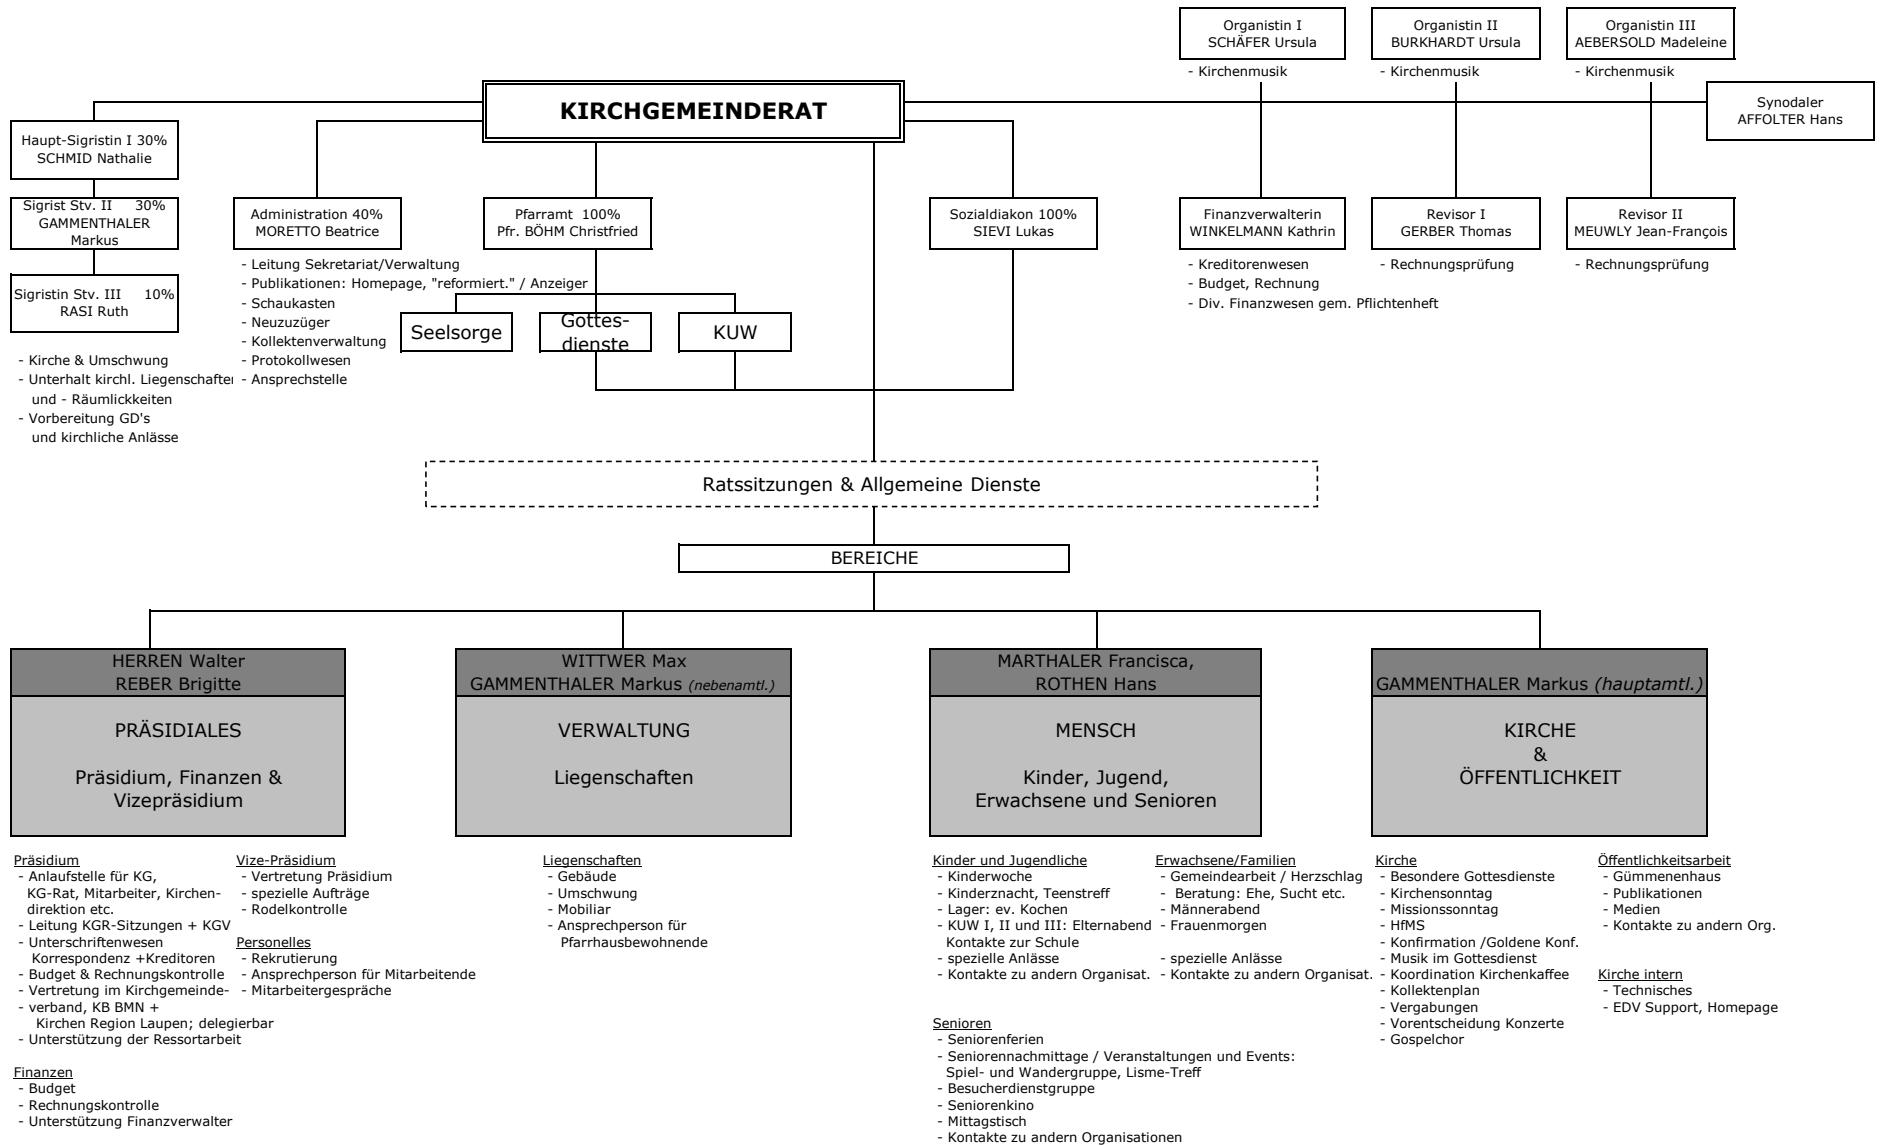 Organistin I
SCHÄFER Ursula
- Kirchenmusik
Organistin II
BURKHARDT Ursula
- Kirchenmusik
Organistin III
AEBERSOLD Madeleine
- Kirchenmusik
KIRCHGEMEINDERAT
Synodaler
AFFOLTER Hans
Haupt-Sigristin I 30%
SCHMID Nathalie
Sigrist Stv. II 30%
GAMMENTHALER
Markus
Sigristin Stv. III 10%
RASI Ruth
- Kirche & Umschwung
- Unterhalt kirchl. Liegenschafte
und - Räumlickkeiten
- Vorbereitung GD's
und kirchliche Anlässe
Administration 40%
MORETTO Beatrice
- Leitung Sekretariat/Verwaltung
- Publikationen: Homepage, "reformiert." / Anzeiger
- Schaukasten
- Neuzuzüger
- Kollektenverwaltung
- Protokollwesen
- Ansprechstelle
Pfarramt 100%
Pfr. BÖHM Christfried
Seelsorge
Gottes-
dienste
KUW
Sozialdiakon 100%
SIEVI Lukas
Finanzverwalterin
WINKELMANN Kathrin
- Kreditorenwesen
- Budget, Rechnung
- Div. Finanzwesen gem. Pflichtenheft
Revisor I
GERBER Thomas
- Rechnungsprüfung
Revisor II
MEUWLY Jean-François
- Rechnungsprüfung
Ratssitzungen & Allgemeine Dienste
BEREICHE
HERREN Walter
REBER Brigitte
PRÄSIDIALES
Präsidium, Finanzen &
Vizepräsidium
WITTWER Max
GAMMENTHALER Markus (nebenamtl.)
VERWALTUNG
Liegenschaften
MARTHALER Francisca,
ROTHEN Hans
MENSCH
Kinder, Jugend,
Erwachsene und Senioren
GAMMENTHALER Markus (hauptamtl.)
KIRCHE
&
ÖFFENTLICHKEIT
Präsidium
- Anlaufstelle für KG,
KG-Rat, Mitarbeiter, Kirchen-
direktion etc.
- Leitung KGR-Sitzungen + KGV
- Unterschriftenwesen
Korrespondenz +Kreditoren
- Budget & Rechnungskontrolle
- Vertretung im Kirchgemeinde-
- verband, KB BMN +
Kirchen Region Laupen; delegierbar
- Unterstützung der Ressortarbeit
Finanzen
- Budget
- Rechnungskontrolle
- Unterstützung Finanzverwalter
Vize-Präsidium
- Vertretung Präsidium
- spezielle Aufträge
- Rodelkontrolle
Personelles
- Rekrutierung
- Ansprechperson für Mitarbeitende
- Mitarbeitergespräche
Liegenschaften
- Gebäude
- Umschwung
- Mobiliar
- Ansprechperson für
Pfarrhausbewohnende
Kinder und Jugendliche
- Kinderwoche
- Kinderznacht, Teenstreff
- Lager: ev. Kochen
- KUW I, II und III: Elternabend
Kontakte zur Schule
- spezielle Anlässe
- Kontakte zu andern Organisat.
Erwachsene/Familien
- Gemeindearbeit / Herzschlag
- Beratung: Ehe, Sucht etc.
- Männerabend
- Frauenmorgen
- spezielle Anlässe
- Kontakte zu andern Organisat.
Senioren
- Seniorenferien
- Seniorennachmittage / Veranstaltungen und Events:
Spiel- und Wandergruppe, Lisme-Treff
- Besucherdienstgruppe
- Seniorenkino
- Mittagstisch
- Kontakte zu andern Organisationen
Kirche
- Besondere Gottesdienste
- Kirchensonntag
- Missionssonntag
- HfMS
- Konfirmation /Goldene Konf.
- Musik im Gottesdienst
- Koordination Kirchenkaffee
- Kollektenplan
- Vergabungen
- Vorentscheidung Konzerte
- Gospelchor
Öffentlichkeitsarbeit
- Gümmenenhaus
- Publikationen
- Medien
- Kontakte zu andern Org.
Kirche intern
- Technisches
- EDV Support, Homepage